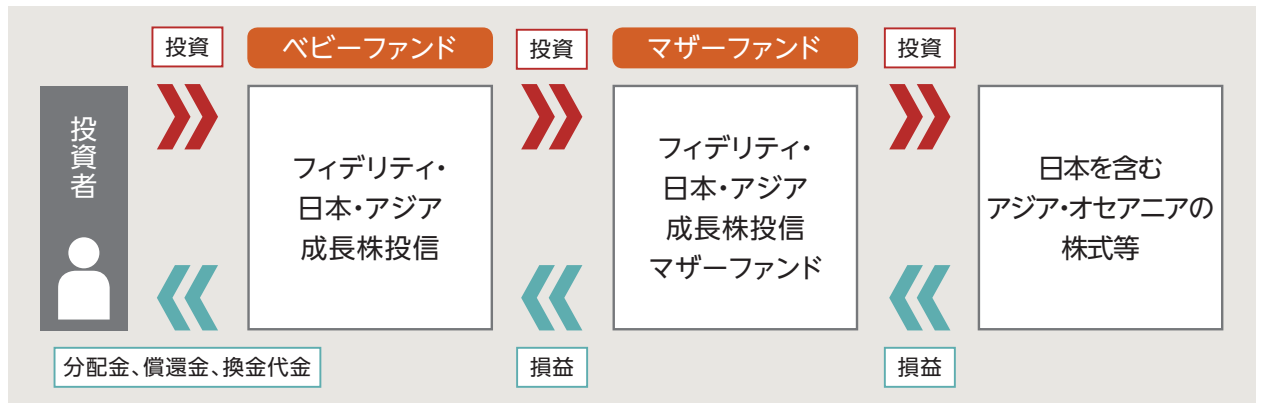 投資
ベビーファンド
投資
マザーファンド
投資
投資者
フィデリティ・
日本・アジア
成長株投信
フィデリティ・
日本・アジア
成長株投信
マザーファンド
日本を含む
アジア・オセアニアの
株式等
分配金、償還金、換金代金
損益
損益